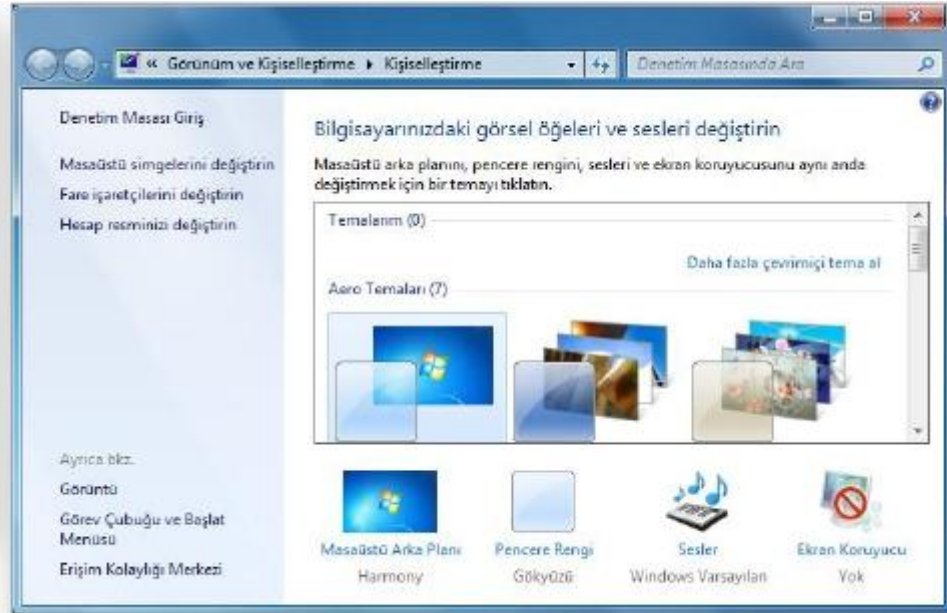 « Görünüm ve Kişiselleştirme ▸ Kişiselleştirme
Denetim Masasında Ara
Denetim Masası Giriş
Masaüstü simgelerini değiştirin
Fare işaretçilerini değiştirin
Hesap resminizi değiştirin
Bilgisayarınızdaki görsel öğeleri ve sesleri değiştirin
Masaüstü arka planını, pencere rengini, sesleri ve ekran koruyucusunu aynı anda
değiştirmek için bir temayı tıklatın.
Temalarım (0)
Daha fazla çevrimiçi tema al
Aero Temaları (7)
Ayrıca bkz.
Görüntü
Görev Çubuğu ve Başlat
Menüsü
Erişim Kolaylığı Merkezi
Masaüstü Arka Planı
Harmony
Pencere Rengi
Gökyüzü
Sesler
Windows Varsayılan
Ekran Koruyucu
Yok